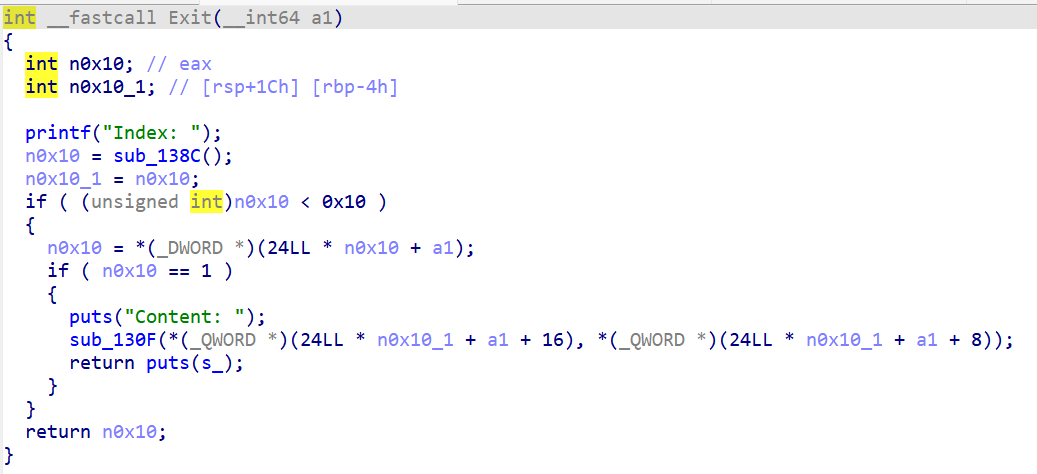 int __fastcall Exit(__int64 a1)
{
int n0x10; // eax
int n0x10_1; // [rsp+1Ch] [rbp-4h]
printf("Index: ");
n0x10 = sub_138C();
n0x10_1 = n0x10;
if ( (unsigned int)n0x10 < 0x10 )
{
n0x10 = *(_DWORD *)(24LL * n0x10 + a1);
if ( n0x10 == 1 )
{
puts("Content: ");
sub_130F(*(_QWORD *)(24LL * n0x10_1 + a1 + 16), *(_QWORD *)(24LL * n0x10_1 + a1 + 8));
return puts(s_);
}
}
return n0x10;
}